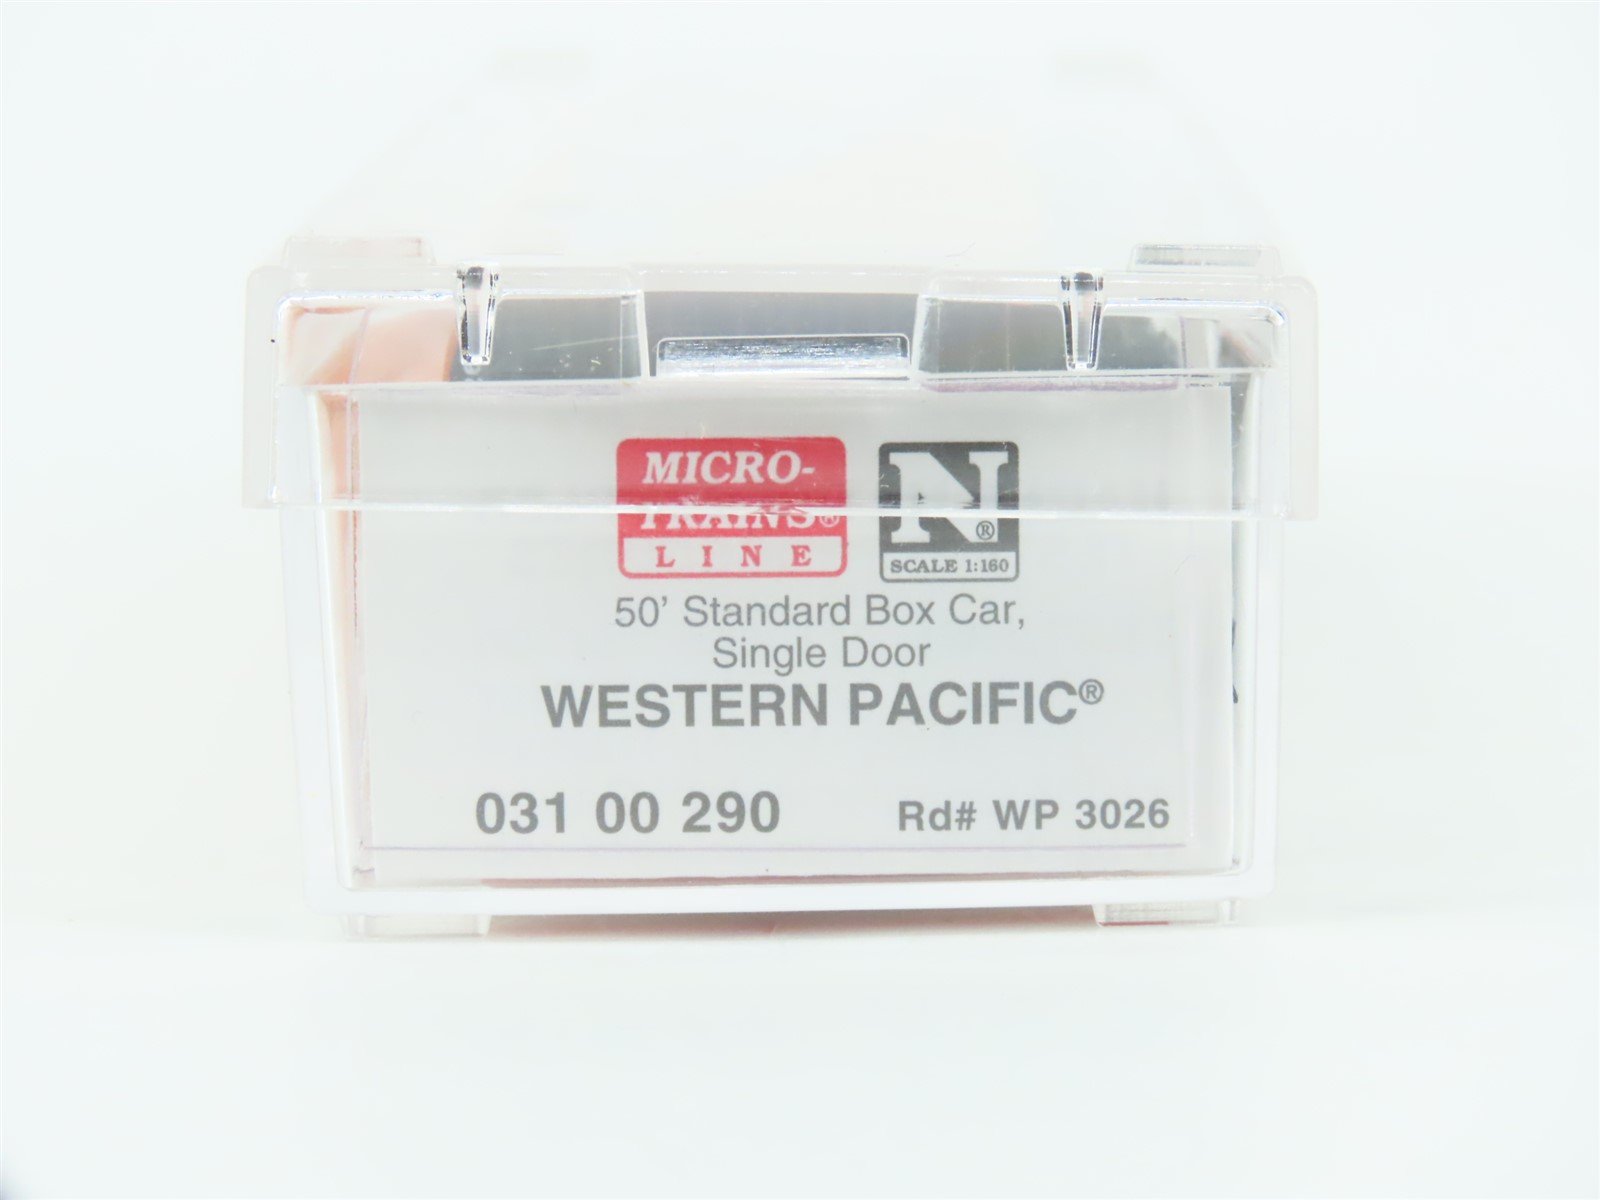 MICRO-
TRAINS®
LINE
N®
SCALE 1:160
50' Standard Box Car,
Single Door
WESTERN PACIFIC®
031 00 290
Rd# WP 3026